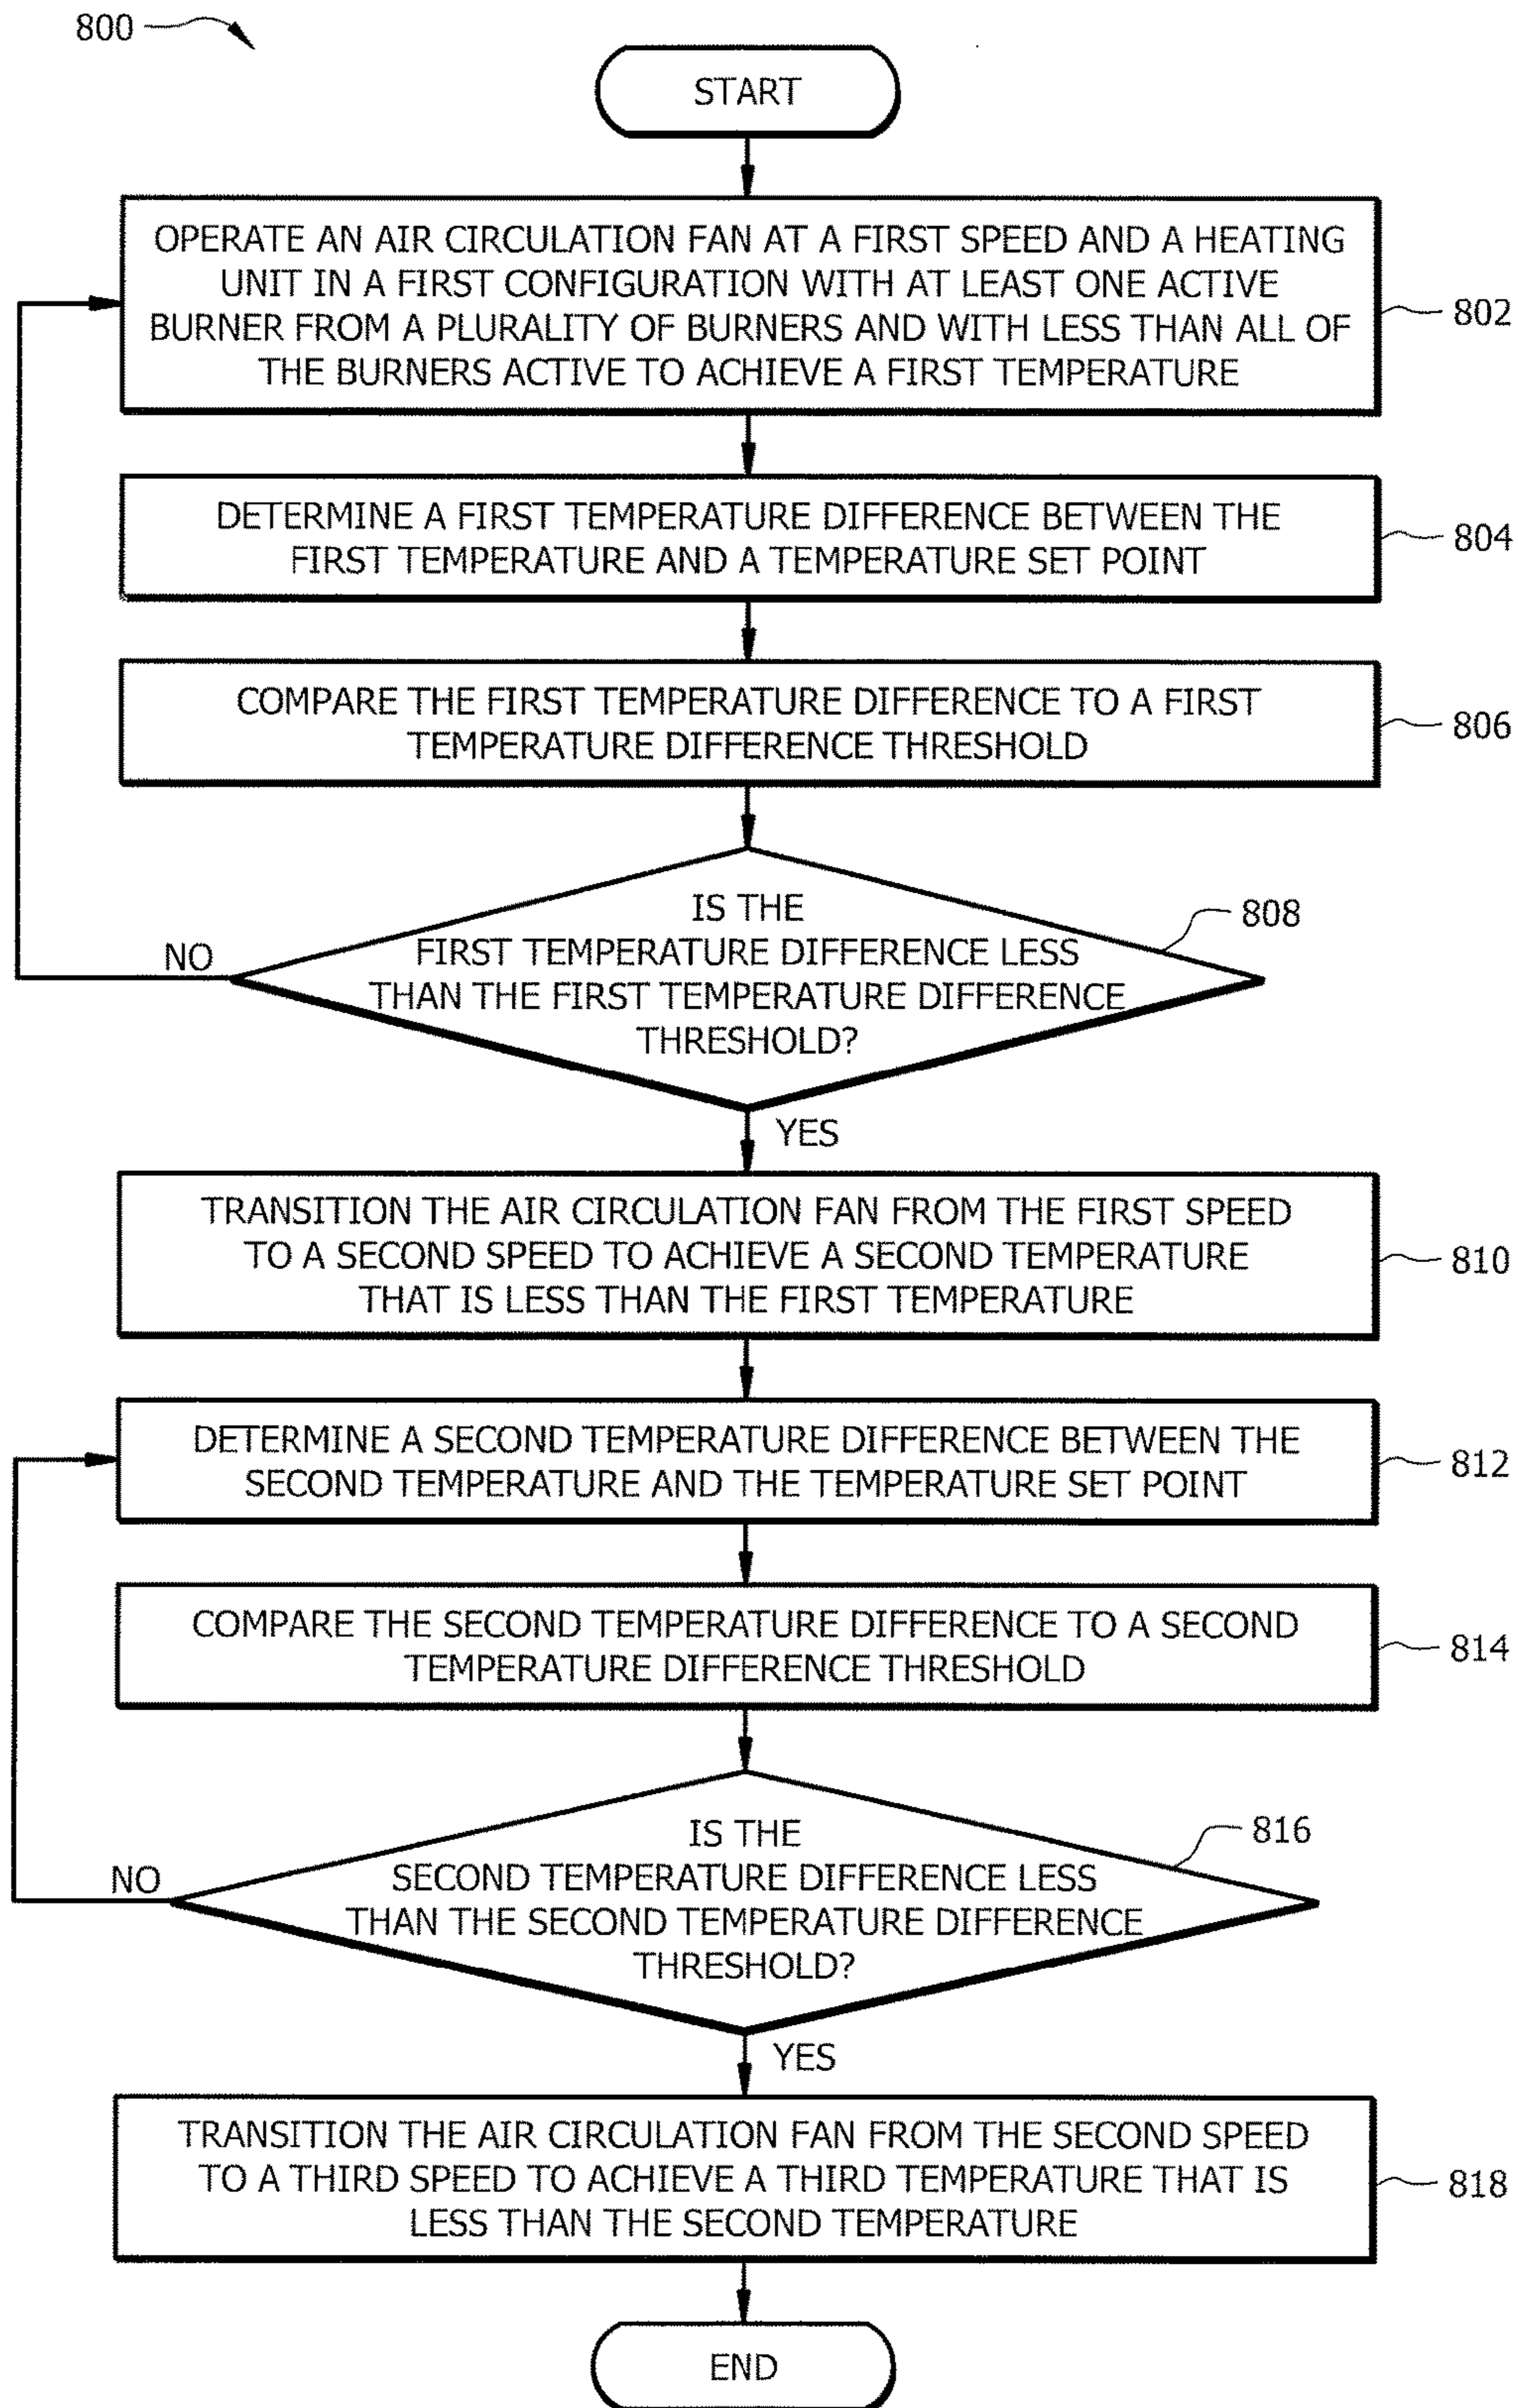 800
START
OPERATE AN AIR CIRCULATION FAN AT A FIRST SPEED AND A HEATING
UNIT IN A FIRST CONFIGURATION WITH AT LEAST ONE ACTIVE
BURNER FROM A PLURALITY OF BURNERS AND WITH LESS THAN ALL OF
THE BURNERS ACTIVE TO ACHIEVE A FIRST TEMPERATURE
802
DETERMINE A FIRST TEMPERATURE DIFFERENCE BETWEEN THE
FIRST TEMPERATURE AND A TEMPERATURE SET POINT
804
COMPARE THE FIRST TEMPERATURE DIFFERENCE TO A FIRST
TEMPERATURE DIFFERENCE THRESHOLD
806
IS THE
FIRST TEMPERATURE DIFFERENCE LESS
THAN THE FIRST TEMPERATURE DIFFERENCE
THRESHOLD?
808
NO
YES
TRANSITION THE AIR CIRCULATION FAN FROM THE FIRST SPEED
TO A SECOND SPEED TO ACHIEVE A SECOND TEMPERATURE
THAT IS LESS THAN THE FIRST TEMPERATURE
810
DETERMINE A SECOND TEMPERATURE DIFFERENCE BETWEEN THE
SECOND TEMPERATURE AND THE TEMPERATURE SET POINT
812
COMPARE THE SECOND TEMPERATURE DIFFERENCE TO A SECOND
TEMPERATURE DIFFERENCE THRESHOLD
814
IS THE
SECOND TEMPERATURE DIFFERENCE LESS
THAN THE SECOND TEMPERATURE DIFFERENCE
THRESHOLD?
816
NO
YES
TRANSITION THE AIR CIRCULATION FAN FROM THE SECOND SPEED
TO A THIRD SPEED TO ACHIEVE A THIRD TEMPERATURE THAT IS
LESS THAN THE SECOND TEMPERATURE
818
END